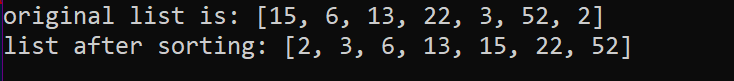 original list is: [15, 6, 13, 22, 3, 52, 2]
list after sorting: [2, 3, 6, 13, 15, 22, 52]